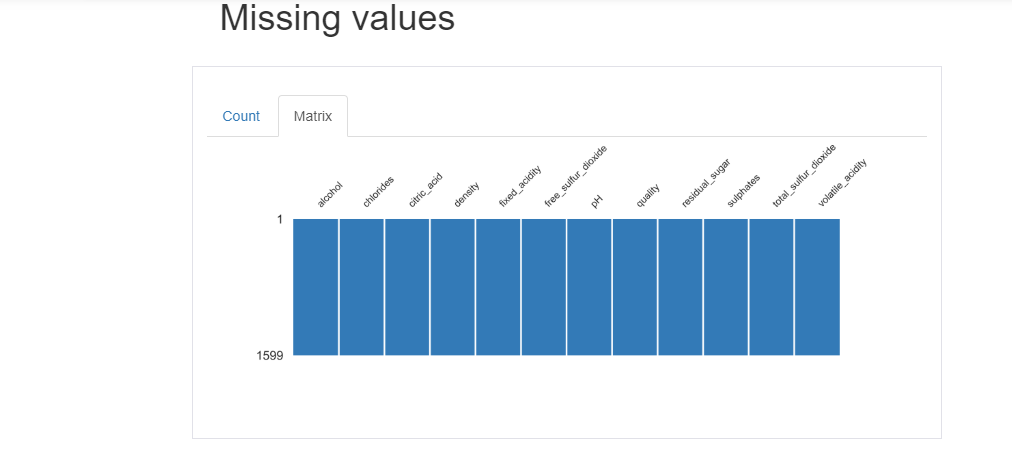 Missing values
Count
Matrix
alcohol
chlorides
citric_acid
density
fixed_acidity
free_sulfur_dioxide
pH
quality
residual_sugar
sulphates
total_sulfur_dioxide
volatile_acidity
1
1599